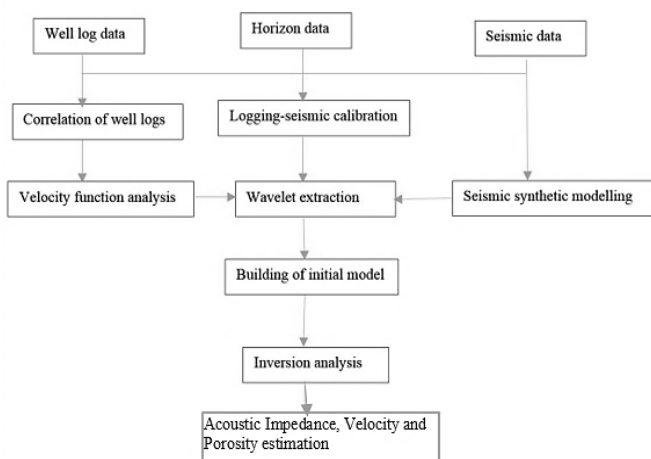 Well log data
Horizon data
Seismic data
Correlation of well logs
Logging-seismic calibration
Velocity function analysis
Wavelet extraction
Seismic synthetic modelling
Building of initial model
Inversion analysis
Acoustic Impedance, Velocity and
Porosity estimation